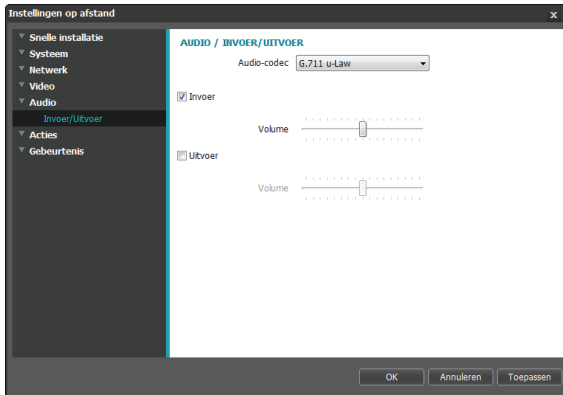 Instellingen op afstand
x
Snelle installatie
Systeem
Netwerk
Video
Audio
Invoer/Uitvoer
Acties
Gebeurtenis
AUDIO / INVOER/UITVOER
Audio-codec G.711 u-Law
Invoer
Volume
Uitvoer
Volume
OK Annuleren Toepassen